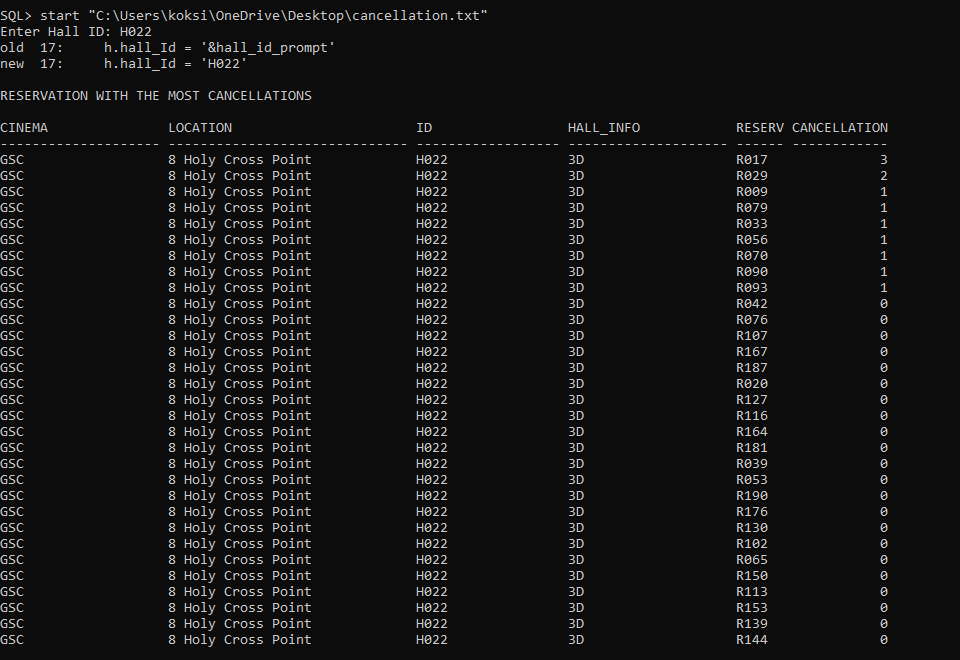 SQL> start "C:\Users\koksi\OneDrive\Desktop\cancellation.txt"
Enter Hall ID: H022
old  17:     h.hall_Id = '&hall_id_prompt'
new  17:     h.hall_Id = 'H022'
RESERVATION WITH THE MOST CANCELLATIONS
CINEMA               LOCATION                       ID                 HALL_INFO            RESERV CANCELLATION
-------------------- ------------------------------ ------------------ -------------------- ------ ------------
GSC                  8 Holy Cross Point             H022               3D                   R017              3
GSC                  8 Holy Cross Point             H022               3D                   R029              2
GSC                  8 Holy Cross Point             H022               3D                   R009              1
GSC                  8 Holy Cross Point             H022               3D                   R079              1
GSC                  8 Holy Cross Point             H022               3D                   R033              1
GSC                  8 Holy Cross Point             H022               3D                   R056              1
GSC                  8 Holy Cross Point             H022               3D                   R070              1
GSC                  8 Holy Cross Point             H022               3D                   R090              1
GSC                  8 Holy Cross Point             H022               3D                   R093              1
GSC                  8 Holy Cross Point             H022               3D                   R042              0
GSC                  8 Holy Cross Point             H022               3D                   R076              0
GSC                  8 Holy Cross Point             H022               3D                   R107              0
GSC                  8 Holy Cross Point             H022               3D                   R167              0
GSC                  8 Holy Cross Point             H022               3D                   R187              0
GSC                  8 Holy Cross Point             H022               3D                   R020              0
GSC                  8 Holy Cross Point             H022               3D                   R127              0
GSC                  8 Holy Cross Point             H022               3D                   R116              0
GSC                  8 Holy Cross Point             H022               3D                   R164              0
GSC                  8 Holy Cross Point             H022               3D                   R181              0
GSC                  8 Holy Cross Point             H022               3D                   R039              0
GSC                  8 Holy Cross Point             H022               3D                   R053              0
GSC                  8 Holy Cross Point             H022               3D                   R190              0
GSC                  8 Holy Cross Point             H022               3D                   R176              0
GSC                  8 Holy Cross Point             H022               3D                   R130              0
GSC                  8 Holy Cross Point             H022               3D                   R102              0
GSC                  8 Holy Cross Point             H022               3D                   R065              0
GSC                  8 Holy Cross Point             H022               3D                   R150              0
GSC                  8 Holy Cross Point             H022               3D                   R113              0
GSC                  8 Holy Cross Point             H022               3D                   R153              0
GSC                  8 Holy Cross Point             H022               3D                   R139              0
GSC                  8 Holy Cross Point             H022               3D                   R144              0